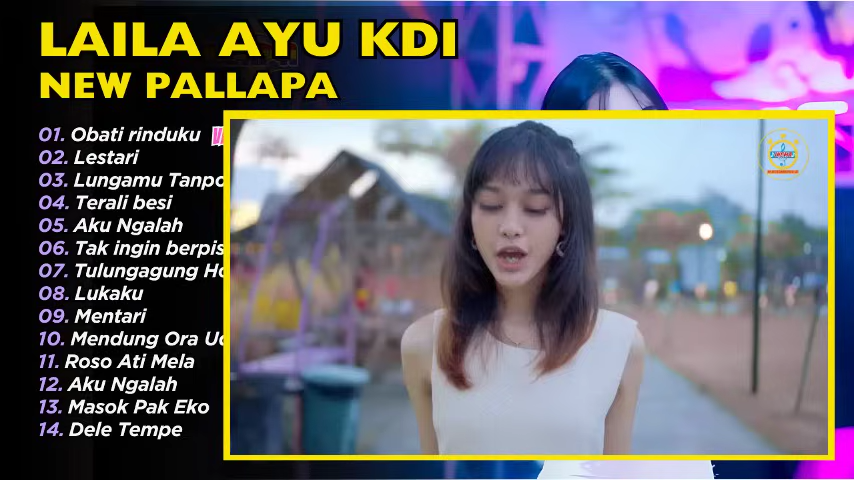 LAILA AYU KDI
NEW PALLAPA
01. Obati rinduku
02. Lestari
03. Lungamu Tanpo
04. Terali besi
05. Aku Ngalah
06. Tak ingin berpis
07. Tulungagung Ho
08. Lukaku
09. Mentari
10. Mendung Ora Ud
11. Roso Ati Mela
12. Aku Ngalah
13. Masok Pak Eko
14. Dele Tempe